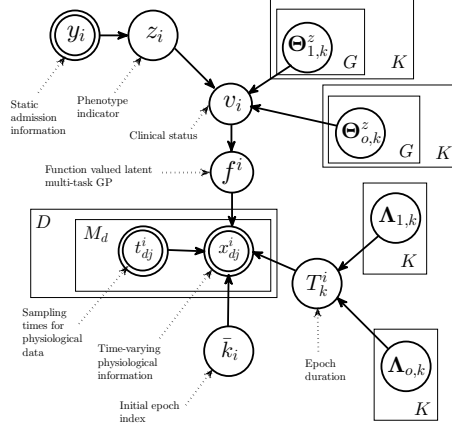 y_i
z_i
Θ^z_{1,k}
G
K
Static
admission
information
Phenotype
indicator
v_i
Clinical status
Θ^z_{o,k}
G
K
Function valued latent
multi-task GP
f^i
D
M_d
t^i_{dj}
x^i_{dj}
Λ_{1,k}
K
T^i_k
Sampling
times for
physiological
data
Time-varying
physiological
information
k̄_i
Epoch
duration
Λ_{o,k}
K
Initial epoch
index